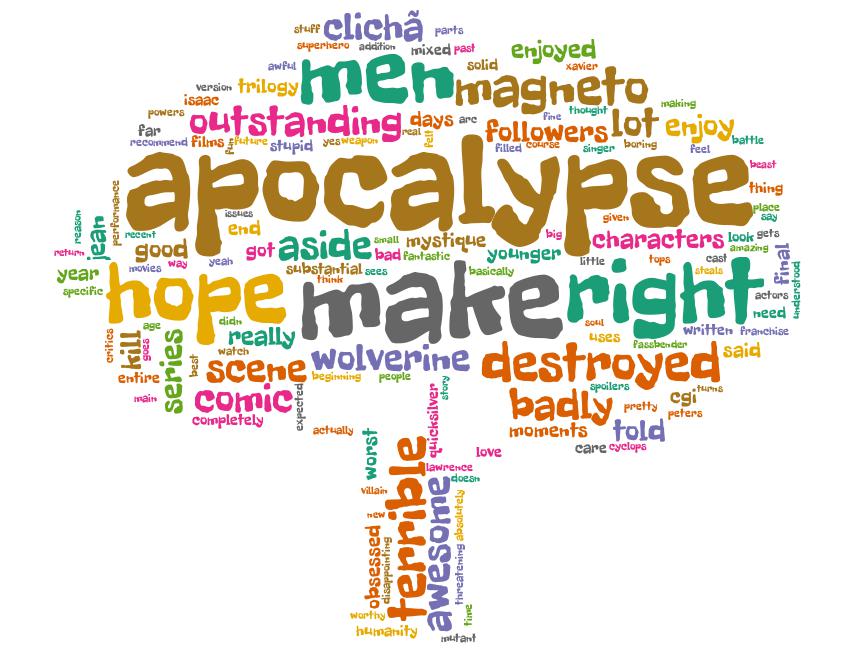 stuff clichã parts
superhero addition mixed past enjoyed
awful men solid xavier
version trilogy magneto
isaac making
powers outstanding days arc fine thought
far real followers lot enjoy
recommend films fun future stupid yes weapon felt filled course singer boring feel battle
apocalypse beast
performance thing
issues given place
reason jean recent end say
return good got aside small mystique big characters look gets
movies way yeah bad fantastic younger amazing final
year substantial sees basically little tops cast
specific think steals actors understood
hope make right need
age didn soul written franchise
critics kill goes series really uses fassbender said
best watch wolverine destroyed
entire scene beginning people spoilers turns
main comic story badly pretty cgi
completely expected quicksilver peters
actually moments told
worst terrible love care cyclops
lawrence
villain awesome doesn
new absolutely
obsessed disappointing threatening
worthy time
humanity mutant